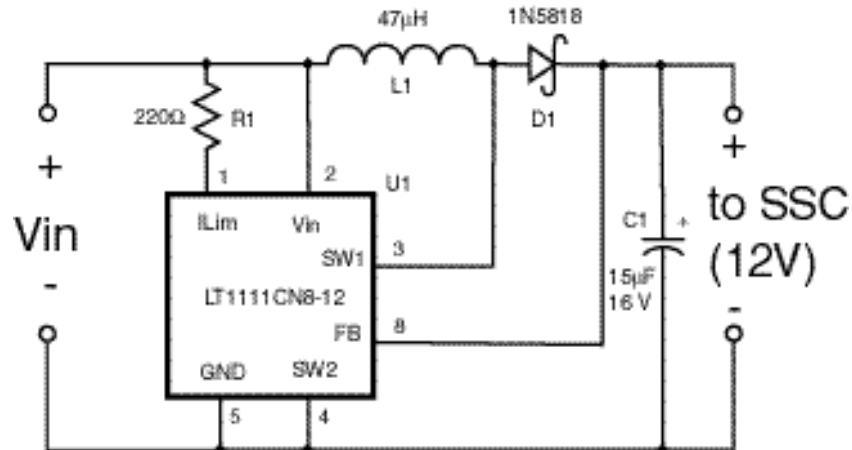 47µH
1N5818
L1
D1
220Ω
R1
+
Vin
-
1
2
U1
ILim
Vin
SW1
3
LT1111CN8-12
FB
8
GND
SW2
5
4
C1
+
15µF
16V
+
to SSC
(12V)
-